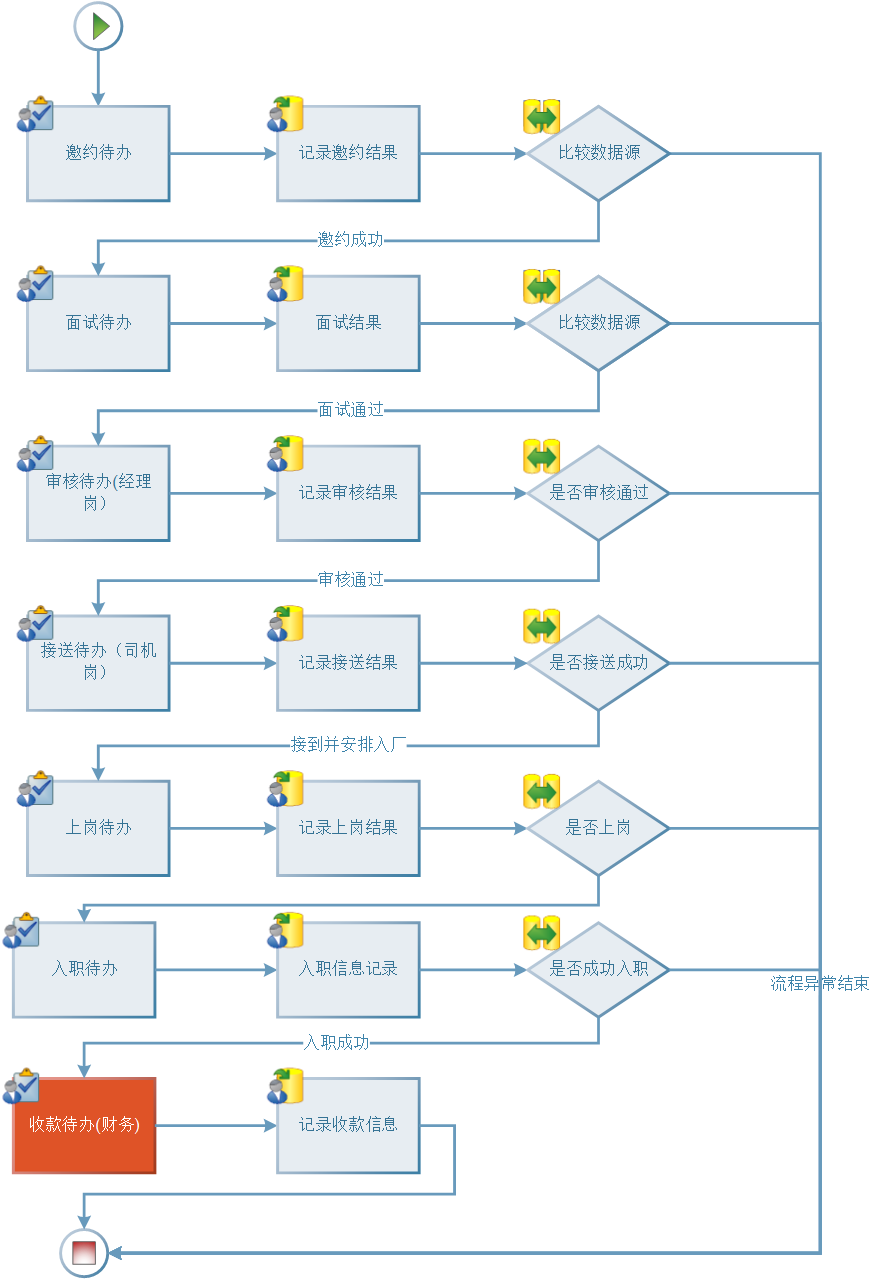 邀约待办
记录邀约结果
比较数据源
邀约成功
面试待办
面试结果
比较数据源
面试通过
审核待办(经理
岗）
记录审核结果
是否审核通过
审核通过
接送待办（司机
岗）
记录接送结果
是否接送成功
接到并安排入厂
上岗待办
记录上岗结果
是否上岗
入职待办
入职信息记录
是否成功入职
流程异常结束
入职成功
收款待办(财务)
记录收款信息